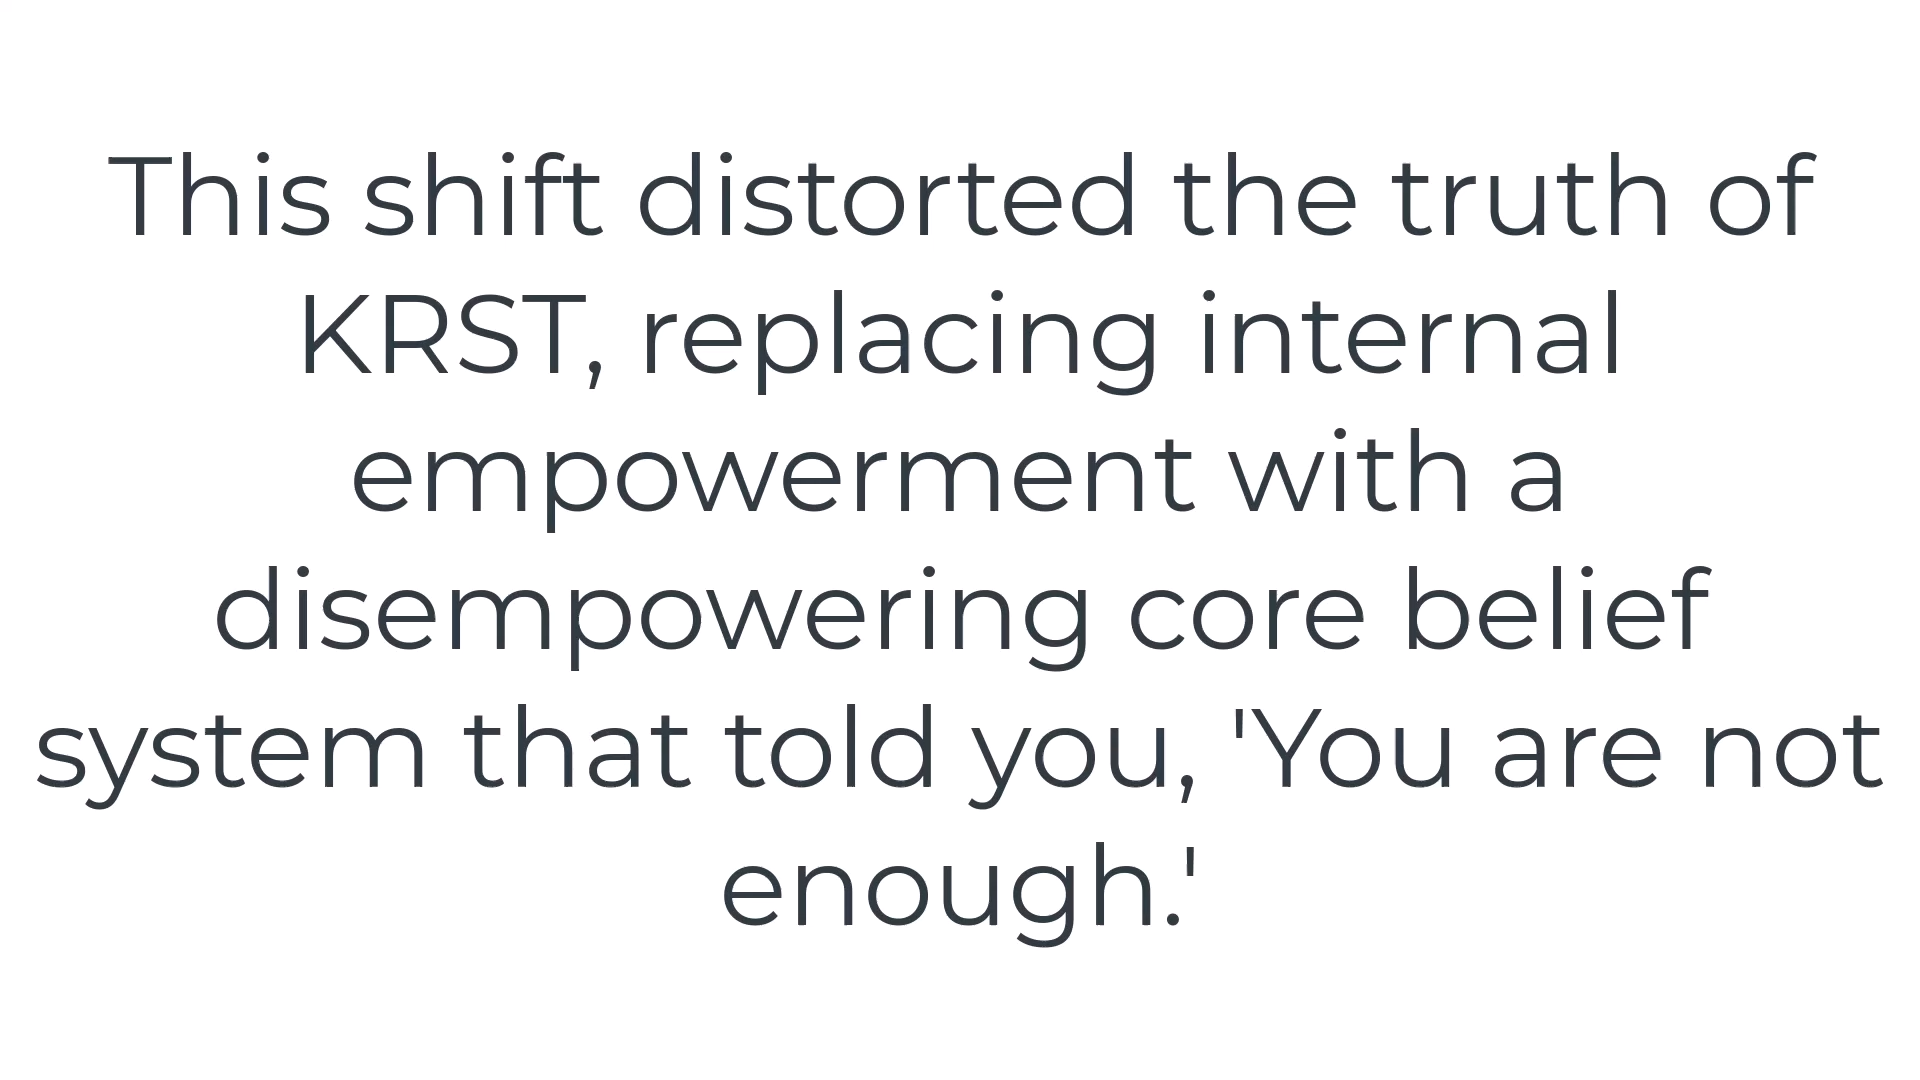 This shift distorted the truth of
KRST, replacing internal
empowerment with a
disempowering core belief
system that told you, 'You are not
enough.'